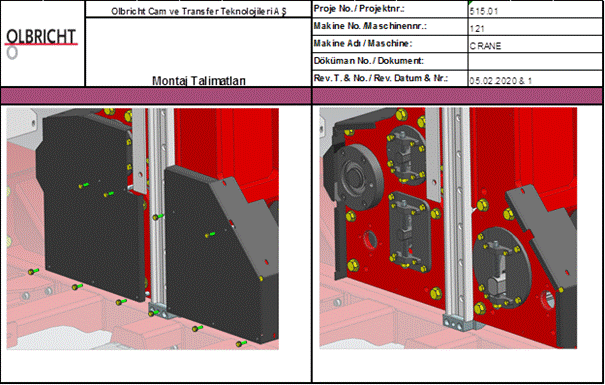 OLBRICHT
Olbricht Cam ve Transfer Teknolojileri A Ş
Montaj Talimatları
Proje No. / Projektnr.: 515.01
Makine No. /Maschinennr.: 121
Makine Adı / Maschine: CRANE
Döküman No. / Dokument:
Rev. T. & No. / Rev. Datum & Nr.: 05.02.2020 & 1